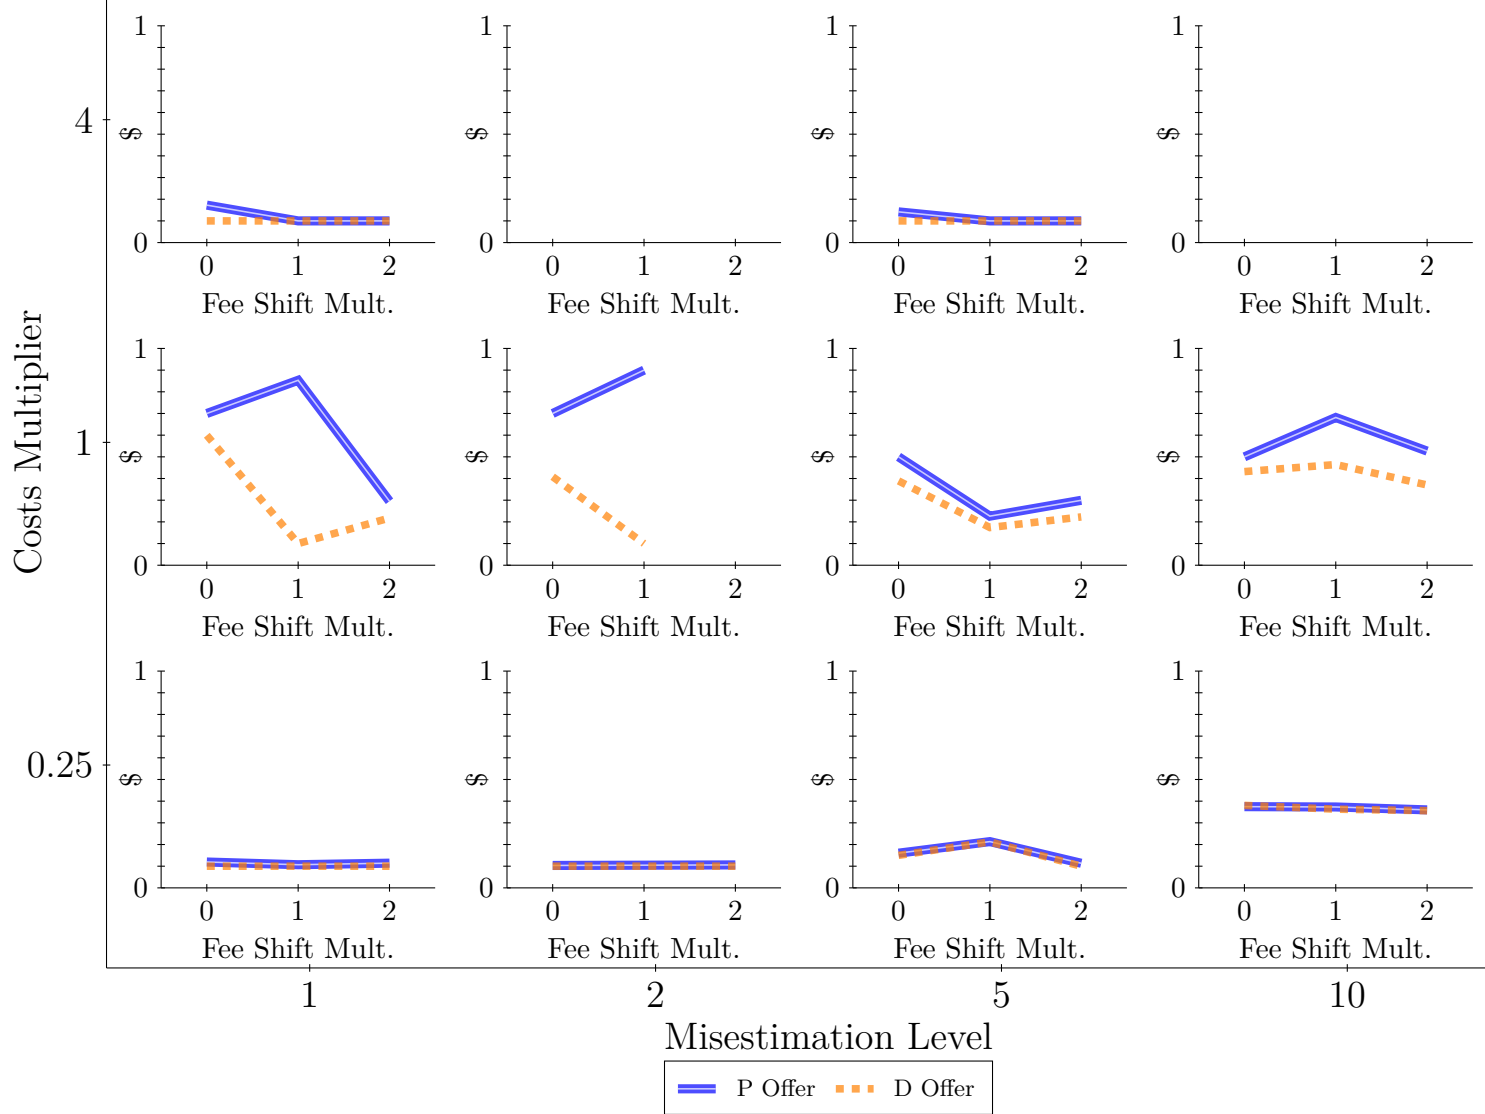 Costs Multiplier
4
1
0.25
1
$
0
0 1 2
Fee Shift Mult.
1
$
0
0 1 2
Fee Shift Mult.
1
$
0
0 1 2
Fee Shift Mult.
1
$
0
0 1 2
Fee Shift Mult.
1
$
0
0 1 2
Fee Shift Mult.
1
$
0
0 1 2
Fee Shift Mult.
1
$
0
0 1 2
Fee Shift Mult.
1
$
0
0 1 2
Fee Shift Mult.
1
$
0
0 1 2
Fee Shift Mult.
1
$
0
0 1 2
Fee Shift Mult.
1
$
0
0 1 2
Fee Shift Mult.
1
$
0
0 1 2
Fee Shift Mult.
1 2 5 10
Misestimation Level
P Offer D Offer